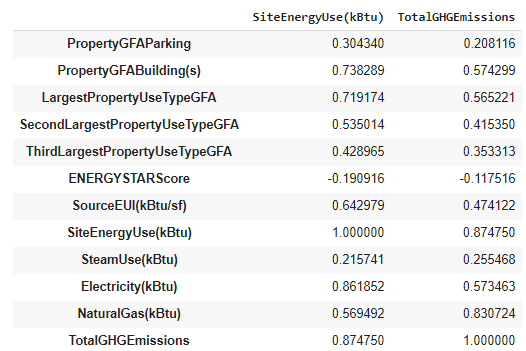 SiteEnergyUse(kBtu) TotalGHGEmissions
PropertyGFAParking 0.304340 0.208116
PropertyGFABuilding(s) 0.738289 0.574299
LargestPropertyUseTypeGFA 0.719174 0.565221
SecondLargestPropertyUseTypeGFA 0.535014 0.415350
ThirdLargestPropertyUseTypeGFA 0.428965 0.353313
ENERGYSTARScore -0.190916 -0.117516
SourceEUI(kBtu/sf) 0.642979 0.474122
SiteEnergyUse(kBtu) 1.000000 0.874750
SteamUse(kBtu) 0.215741 0.255468
Electricity(kBtu) 0.861852 0.573463
NaturalGas(kBtu) 0.569492 0.830724
TotalGHGEmissions 0.874750 1.000000